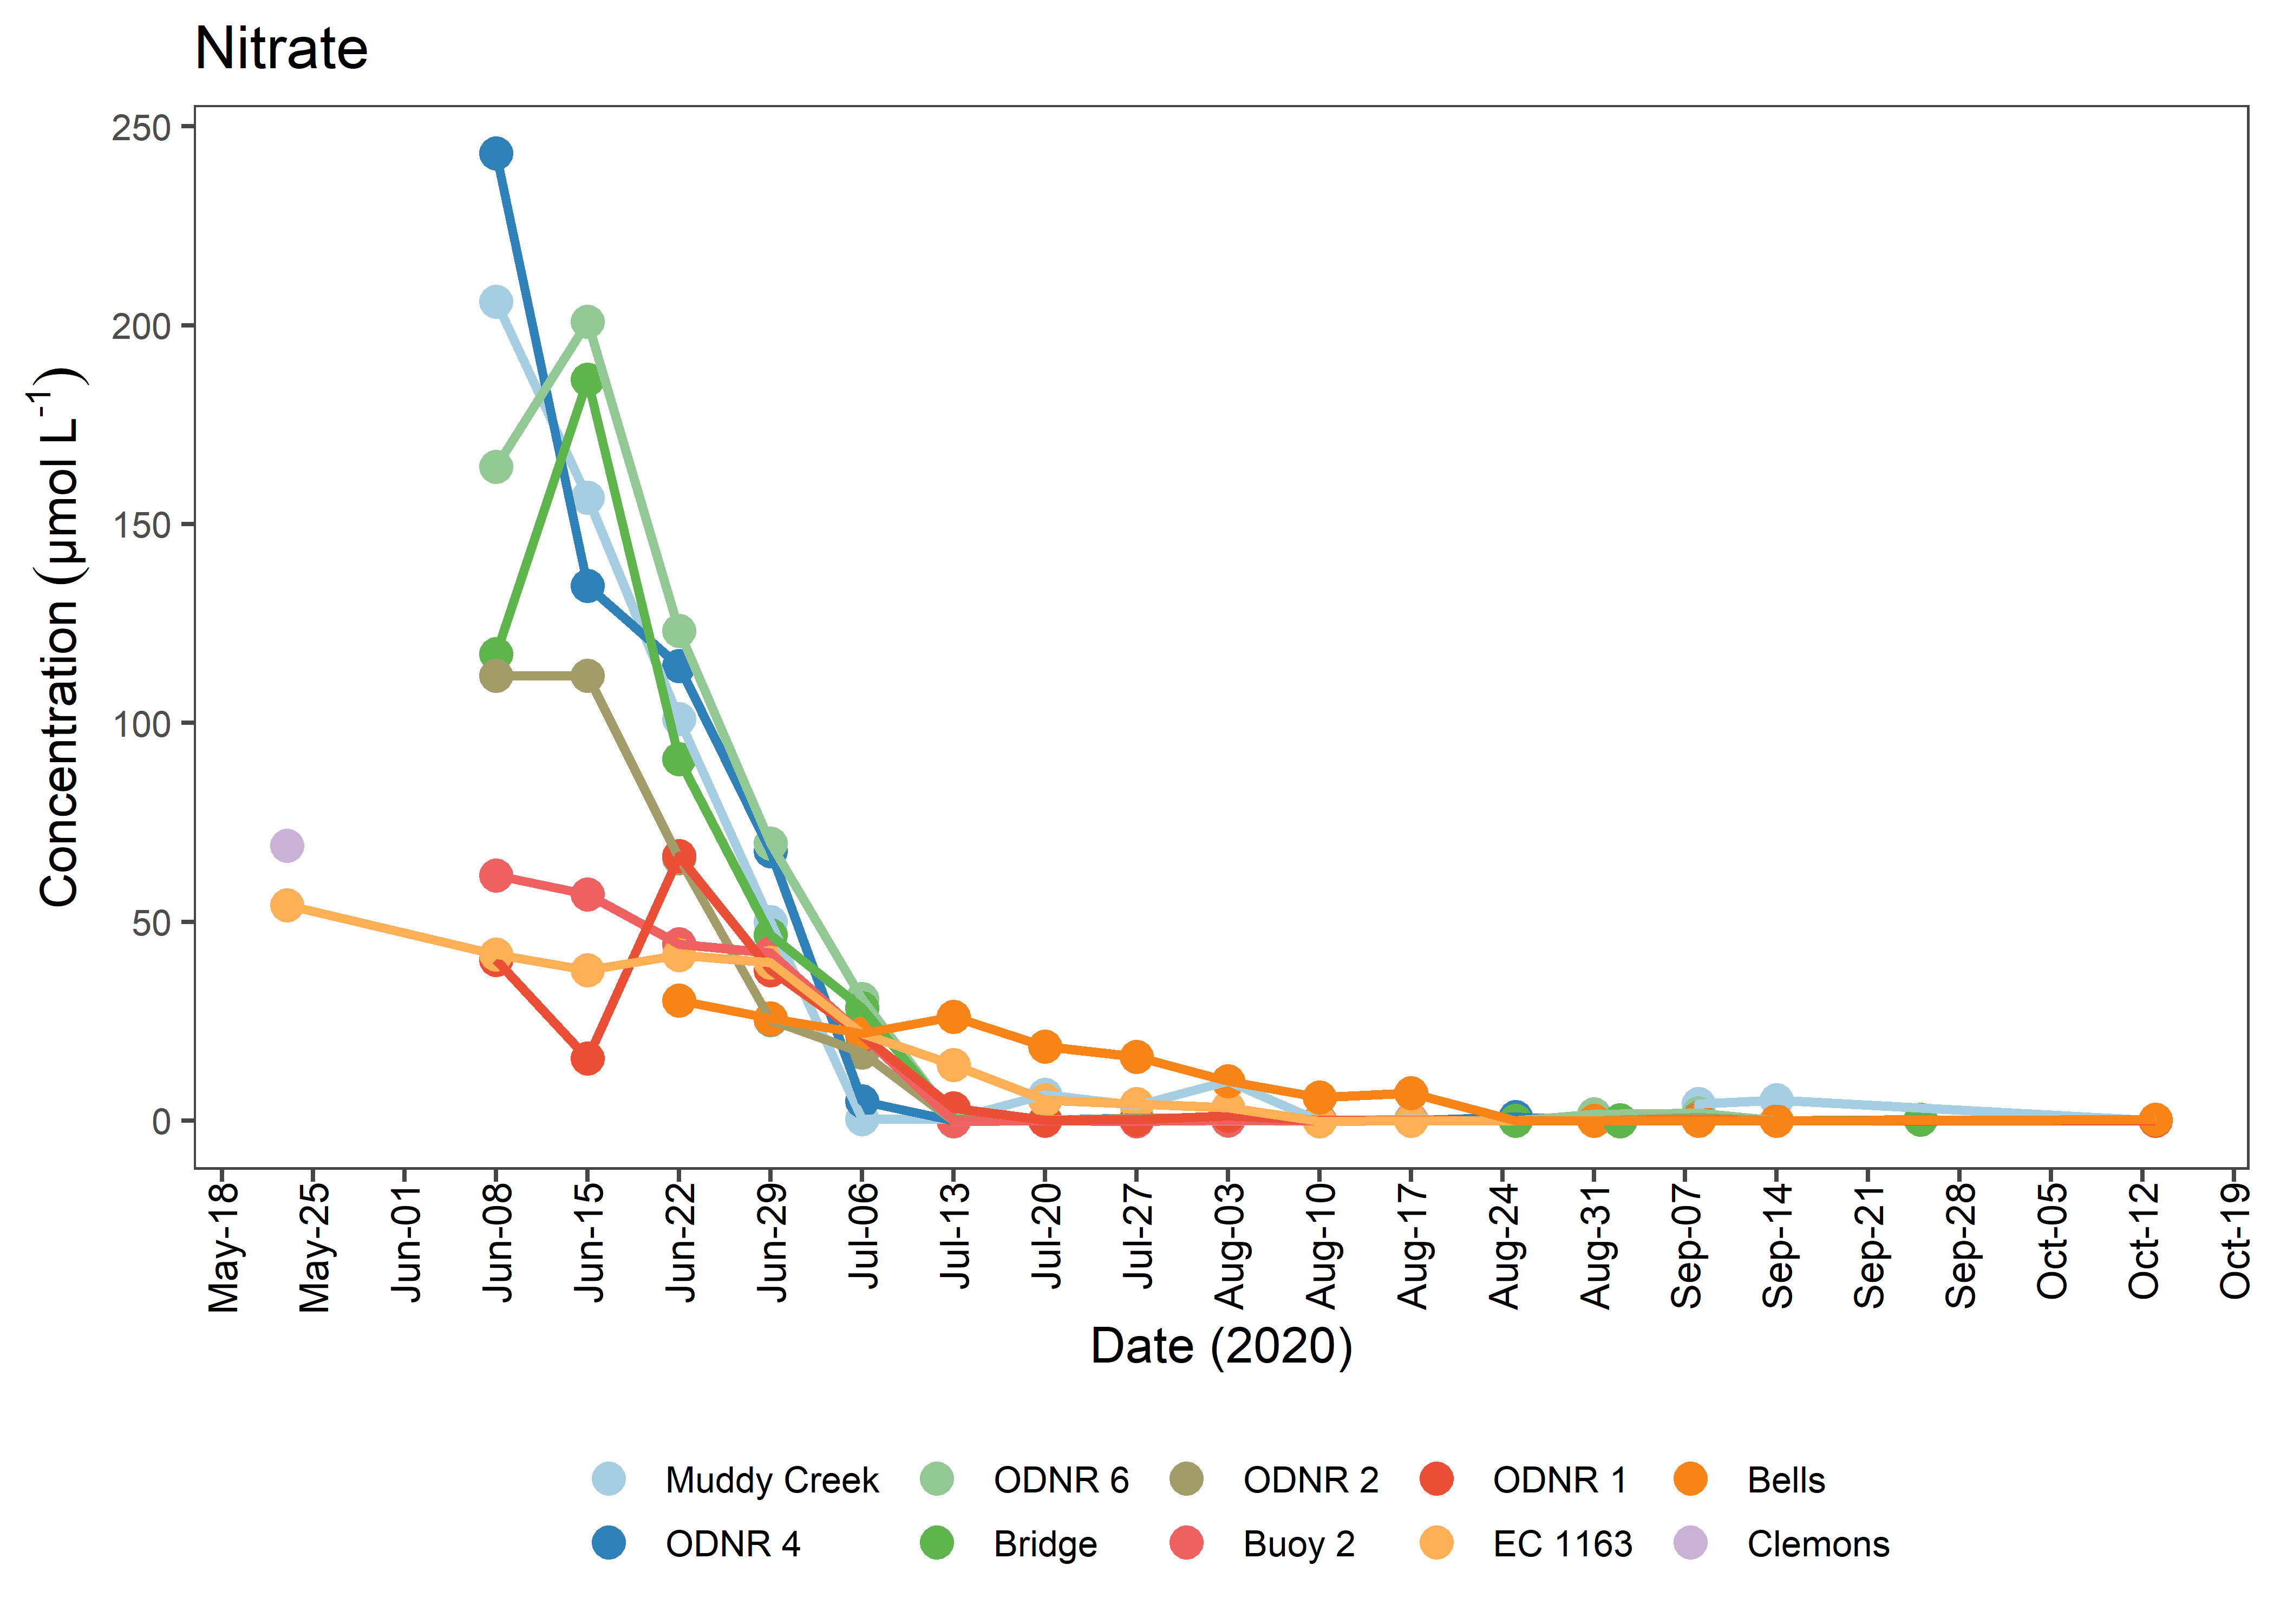 Nitrate
Concentration (µmol L⁻¹)
250
200
150
100
50
0
May-18
May-25
Jun-01
Jun-08
Jun-15
Jun-22
Jun-29
Jul-06
Jul-13
Jul-20
Jul-27
Aug-03
Aug-10
Aug-17
Aug-24
Aug-31
Sep-07
Sep-14
Sep-21
Sep-28
Oct-05
Oct-12
Oct-19
Date (2020)
Muddy Creek ODNR 6 ODNR 2 ODNR 1 Bells
ODNR 4 Bridge Buoy 2 EC 1163 Clemons